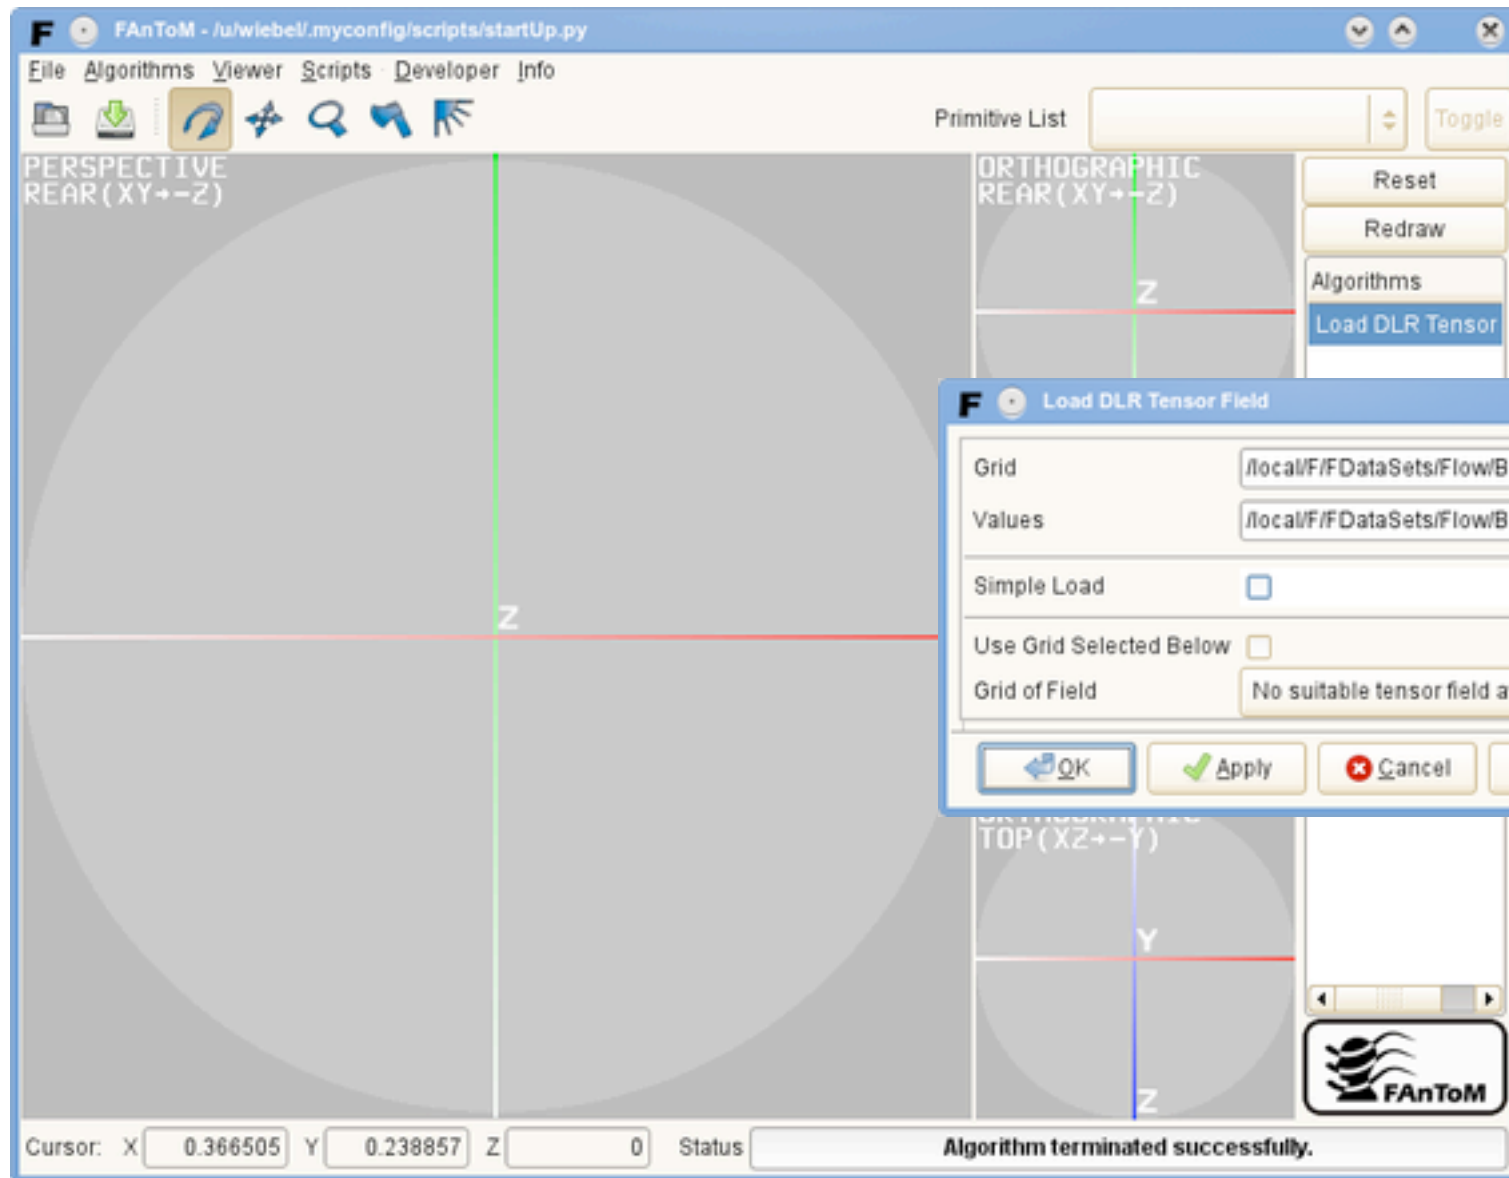 FAnToM - /u/wiebel/.myconfig/scripts/startUp.py
File Algorithms Viewer Scripts Developer Info
Primitive List
Toggle
PERSPECTIVE
REAR(XY→-Z)
Z
ORTHOGRAPHIC
REAR(XY→-Z)
Z
Reset
Redraw
Algorithms
Load DLR Tensor
Load DLR Tensor Field
Grid /local/F/FDataSets/Flow/B
Values /local/F/FDataSets/Flow/B
Simple Load
Use Grid Selected Below
Grid of Field No suitable tensor field a
OK Apply Cancel
ORTHOGRAPHIC
TOP(XZ→-Y)
Y
Z
FAnToM
Cursor: X 0.366505 Y 0.238857 Z 0 Status Algorithm terminated successfully.